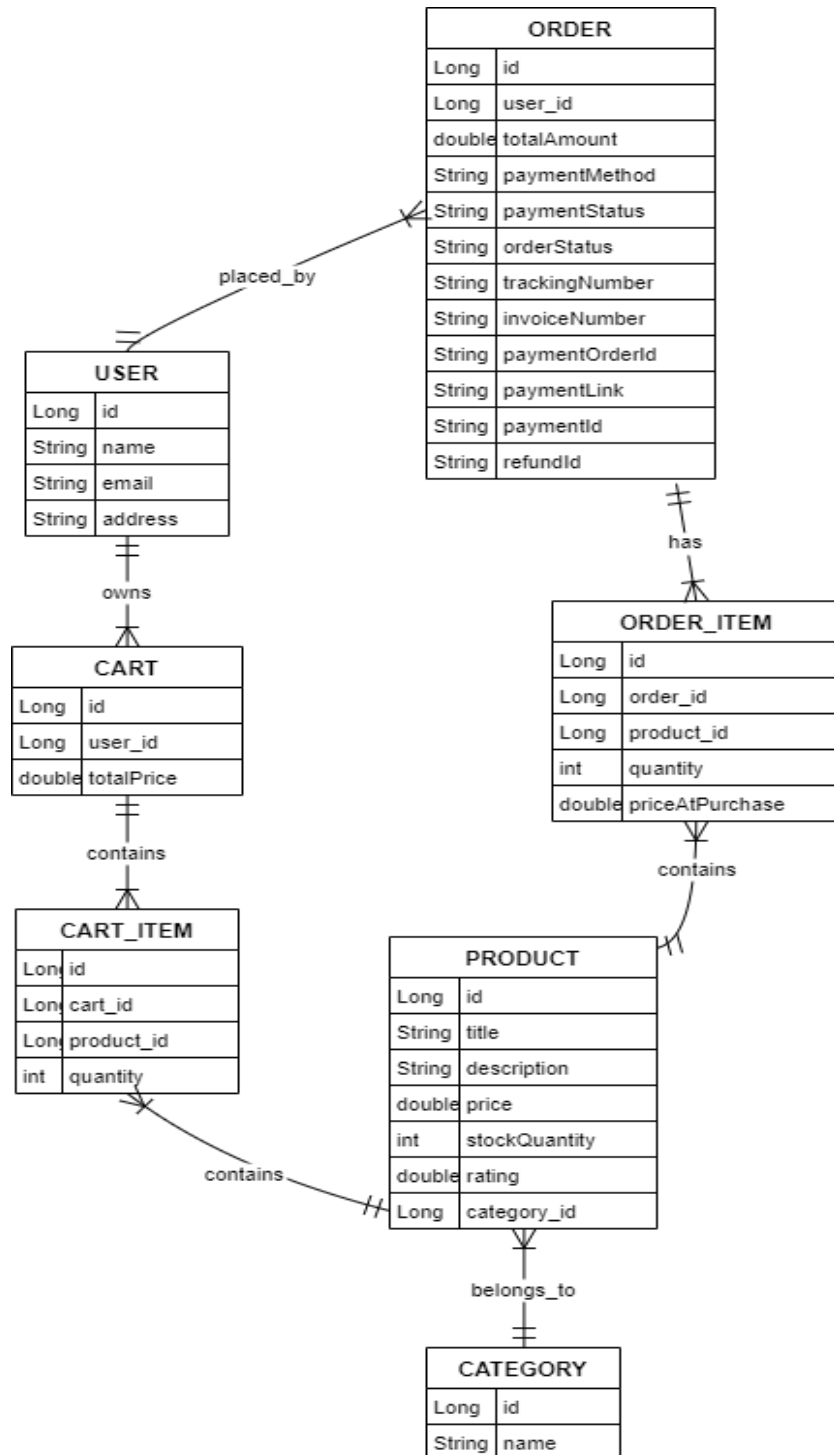 ORDER
Long id
Long user_id
double totalAmount
String paymentMethod
String paymentStatus
String orderStatus
String trackingNumber
String invoiceNumber
String paymentOrderId
String paymentLink
String paymentId
String refundId
placed_by
USER
Long id
String name
String email
String address
has
owns
ORDER_ITEM
Long id
Long order_id
Long product_id
int quantity
double priceAtPurchase
CART
Long id
Long user_id
double totalPrice
contains
contains
CART_ITEM
Long id
Long cart_id
Long product_id
int quantity
PRODUCT
Long id
String title
String description
double price
int stockQuantity
double rating
Long category_id
contains
belongs_to
CATEGORY
Long id
String name